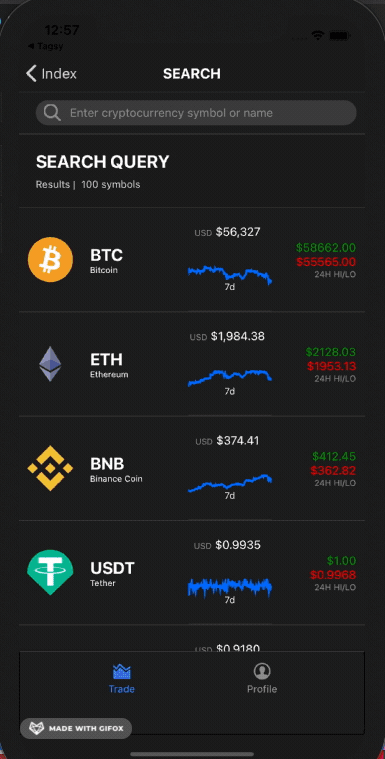 12:57
◀ Tagsy
Index
SEARCH
Enter cryptocurrency symbol or name
SEARCH QUERY
Results | 100 symbols
USD $56,327
$58662.00
BTC
$55565.00
Bitcoin
24H HI/LO
7d
USD $1,984.38
$2128.03
ETH
$1953.13
Ethereum
24H HI/LO
7d
USD $374.41
$412.45
BNB
$362.82
Binance Coin
24H HI/LO
7d
USD $0.9935
$1.00
USDT
$0.9968
Tether
24H HI/LO
7d
USD $0.9180
Trade
Profile
MADE WITH GIFOX